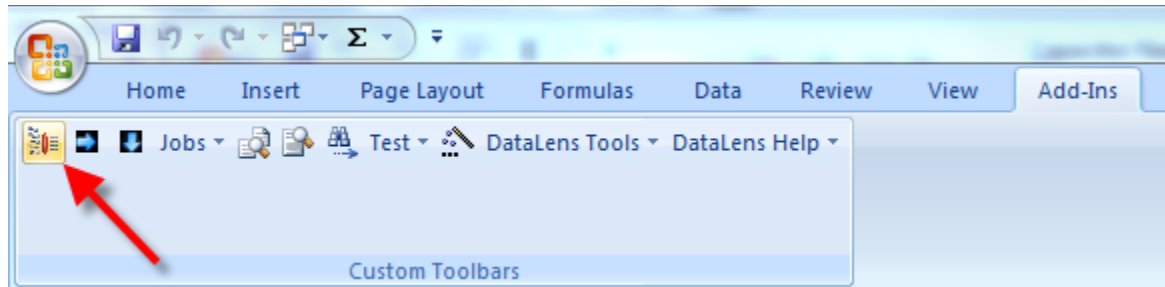 Σ
Home Insert Page Layout Formulas Data Review View Add-Ins
Jobs Test DataLens Tools DataLens Help
Custom Toolbars